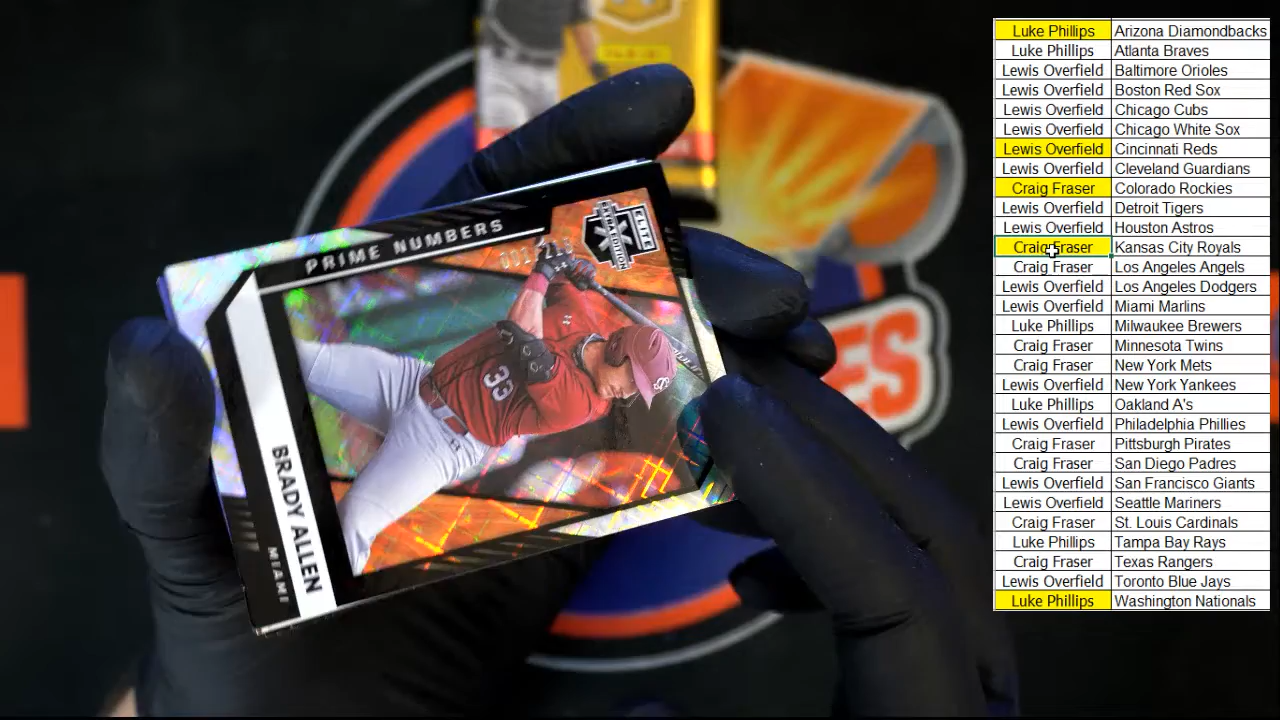 PRIME NUMBERS
ELITE
EXTRA EDITION
33
BRADY ALLEN
MIAMI
PANINI
ES
Luke Phillips Arizona Diamondbacks
Luke Phillips Atlanta Braves
Lewis Overfield Baltimore Orioles
Lewis Overfield Boston Red Sox
Lewis Overfield Chicago Cubs
Lewis Overfield Chicago White Sox
Lewis Overfield Cincinnati Reds
Lewis Overfield Cleveland Guardians
Craig Fraser Colorado Rockies
Lewis Overfield Detroit Tigers
Lewis Overfield Houston Astros
Craig Fraser Kansas City Royals
Craig Fraser Los Angeles Angels
Lewis Overfield Los Angeles Dodgers
Lewis Overfield Miami Marlins
Luke Phillips Milwaukee Brewers
Craig Fraser Minnesota Twins
Craig Fraser New York Mets
Lewis Overfield New York Yankees
Luke Phillips Oakland A's
Lewis Overfield Philadelphia Phillies
Craig Fraser Pittsburgh Pirates
Craig Fraser San Diego Padres
Lewis Overfield San Francisco Giants
Lewis Overfield Seattle Mariners
Craig Fraser St. Louis Cardinals
Luke Phillips Tampa Bay Rays
Craig Fraser Texas Rangers
Lewis Overfield Toronto Blue Jays
Luke Phillips Washington Nationals